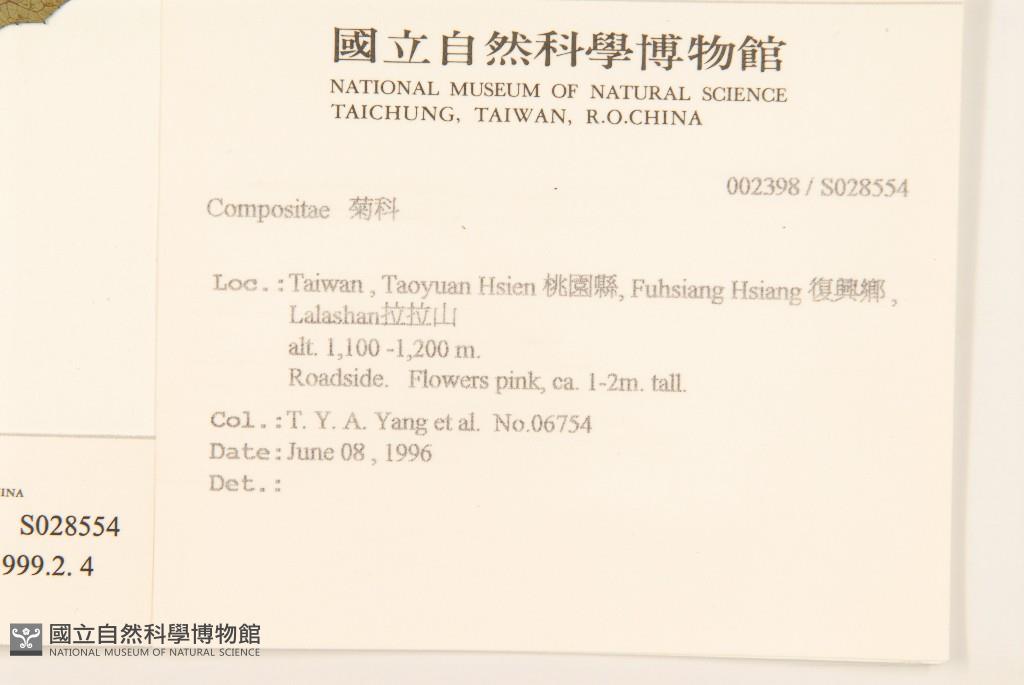 國立自然科學博物館
NATIONAL MUSEUM OF NATURAL SCIENCE
TAICHUNG, TAIWAN, R.O.CHINA
002398 / S028554
Compositae 菊科
Loc.: Taiwan , Taoyuan Hsien 桃園縣, Fuhsiang Hsiang 復興鄉 ,
Lalashan拉拉山
alt. 1,100 -1,200 m.
Roadside. Flowers pink, ca. 1-2m. tall.
Col.: T. Y. A. Yang et al. No.06754
Date: June 08 , 1996
Det.:
INA
S028554
999.2. 4
國立自然科學博物館
NATIONAL MUSEUM OF NATURAL SCIENCE